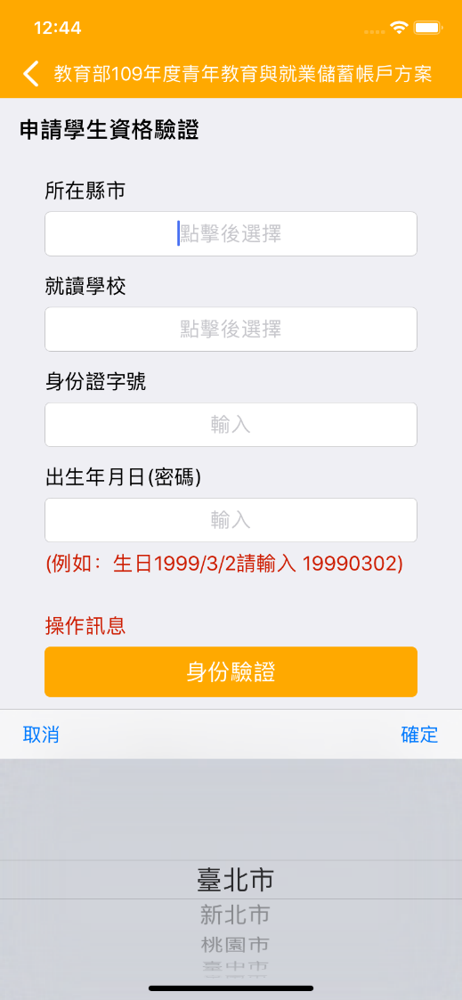 12:44
教育部109年度青年教育與就業儲蓄帳戶方案
申請學生資格驗證
所在縣市
點擊後選擇
就讀學校
點擊後選擇
身份證字號
輸入
出生年月日(密碼)
輸入
(例如：生日1999/3/2請輸入 19990302)
操作訊息
身份驗證
取消
確定
臺北市
新北市
桃園市
臺中市